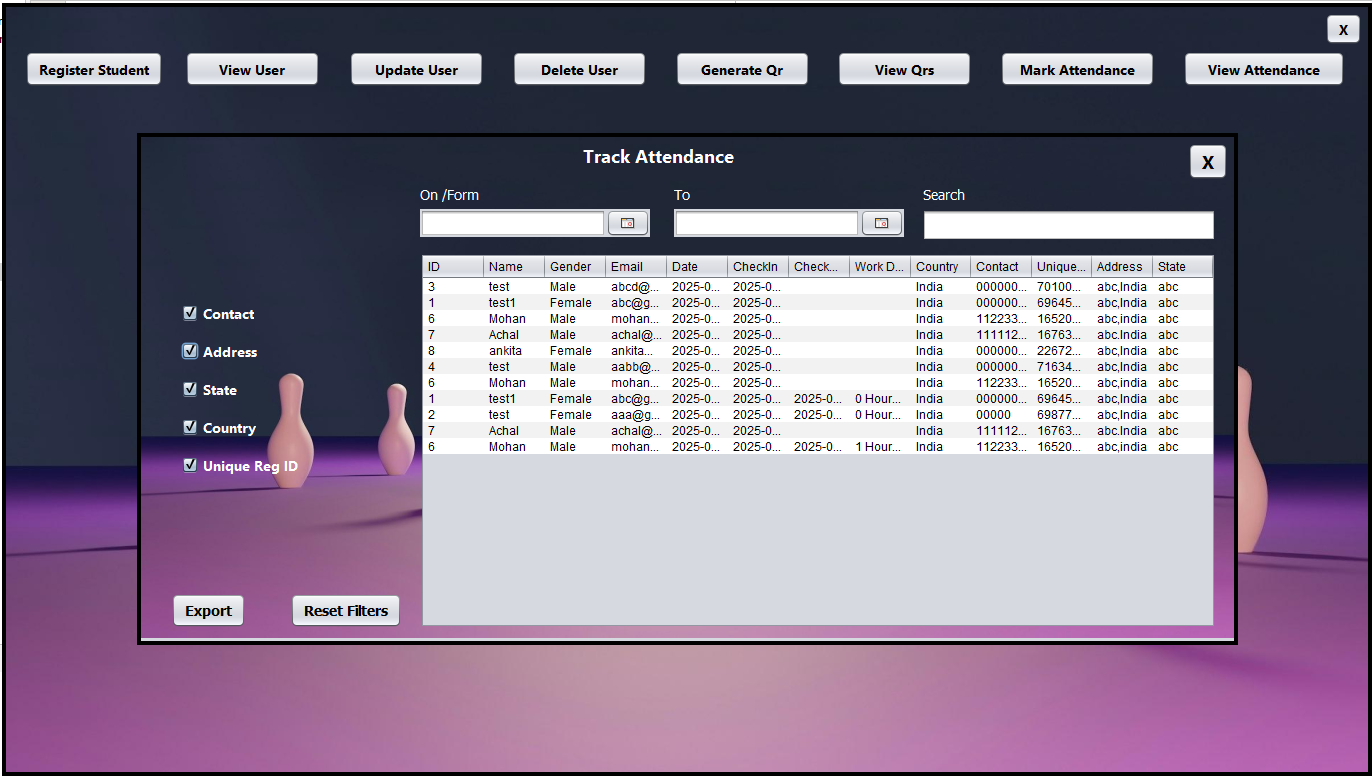 X
Register Student View User Update User Delete User Generate Qr View Qrs Mark Attendance View Attendance
Track Attendance
X
On /Form To Search
ID Name Gender Email Date CheckIn Check... Work D... Country Contact Unique... Address State
3 test Male abcd@... 2025-0... 2025-0... India 000000... 70100... abc,India abc
1 test1 Female abc@g... 2025-0... 2025-0... India 000000... 69645... abc,India abc
6 Mohan Male mohan... 2025-0... 2025-0... India 112233... 16520... abc,india abc
7 Achal Male achal@... 2025-0... 2025-0... India 111112... 16763... abc,India abc
8 ankita Female ankita... 2025-0... 2025-0... India 000000... 22672... abc,India abc
4 test Male aabb@... 2025-0... 2025-0... India 000000... 71634... abc,India abc
6 Mohan Male mohan... 2025-0... 2025-0... India 112233... 16520... abc,india abc
1 test1 Female abc@g... 2025-0... 2025-0... 2025-0... 0 Hour... India 000000... 69645... abc,India abc
2 test Female aaa@g... 2025-0... 2025-0... 2025-0... 0 Hour... India 00000 69877... abc,India abc
7 Achal Male achal@... 2025-0... 2025-0... India 111112... 16763... abc,India abc
6 Mohan Male mohan... 2025-0... 2025-0... 2025-0... 1 Hour... India 112233... 16520... abc,india abc
Contact
Address
State
Country
Unique Reg ID
Export Reset Filters